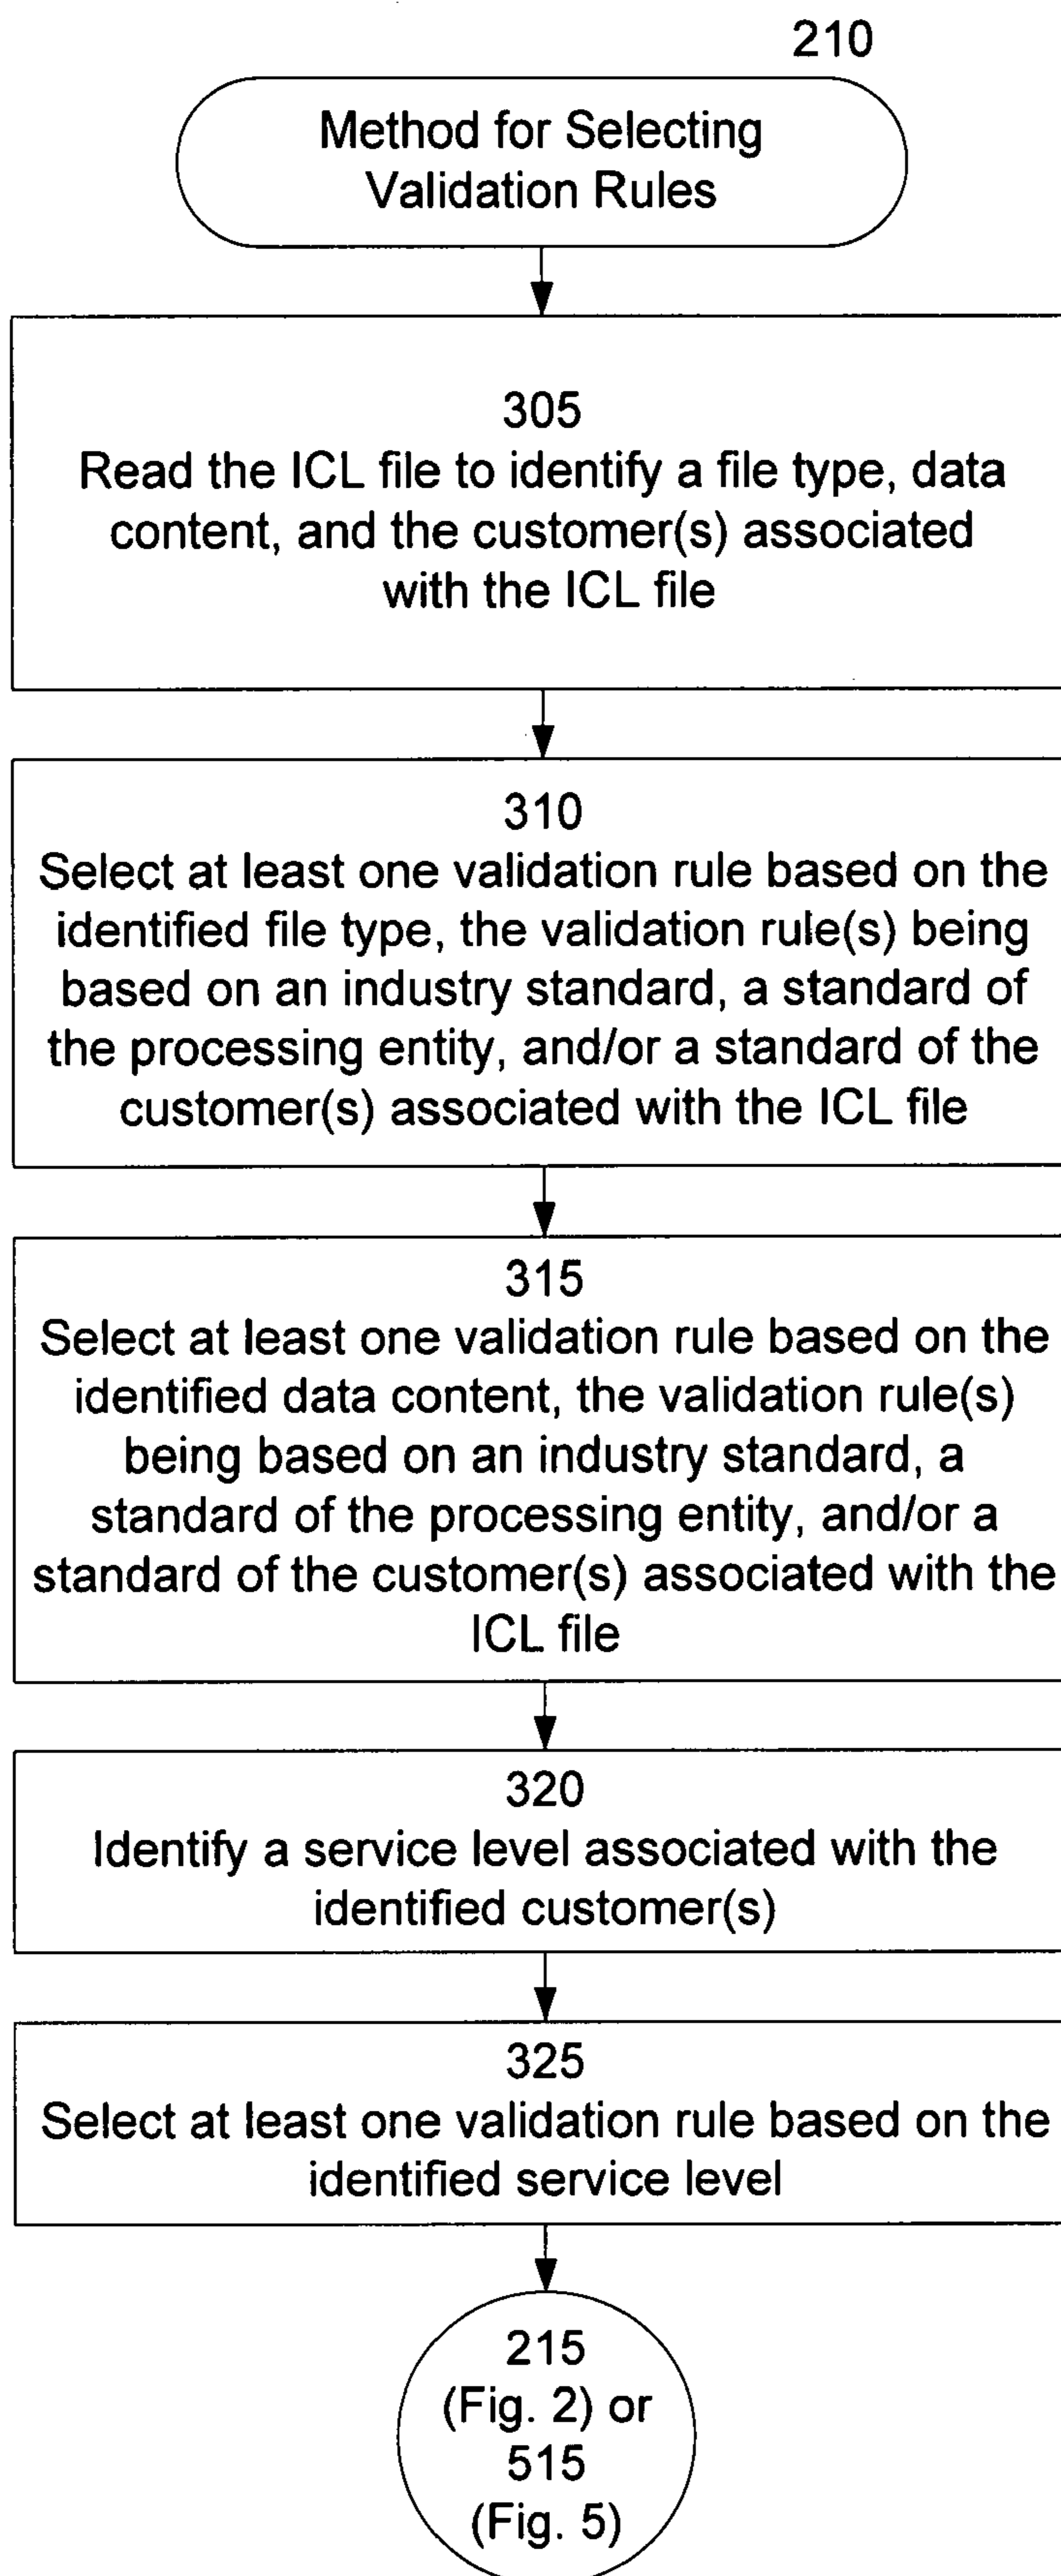 210
Method for Selecting
Validation Rules
305
Read the ICL file to identify a file type, data
content, and the customer(s) associated
with the ICL file
310
Select at least one validation rule based on the
identified file type, the validation rule(s) being
based on an industry standard, a standard of
the processing entity, and/or a standard of the
customer(s) associated with the ICL file
315
Select at least one validation rule based on the
identified data content, the validation rule(s)
being based on an industry standard, a
standard of the processing entity, and/or a
standard of the customer(s) associated with the
ICL file
320
Identify a service level associated with the
identified customer(s)
325
Select at least one validation rule based on the
identified service level
215
(Fig. 2) or
515
(Fig. 5)